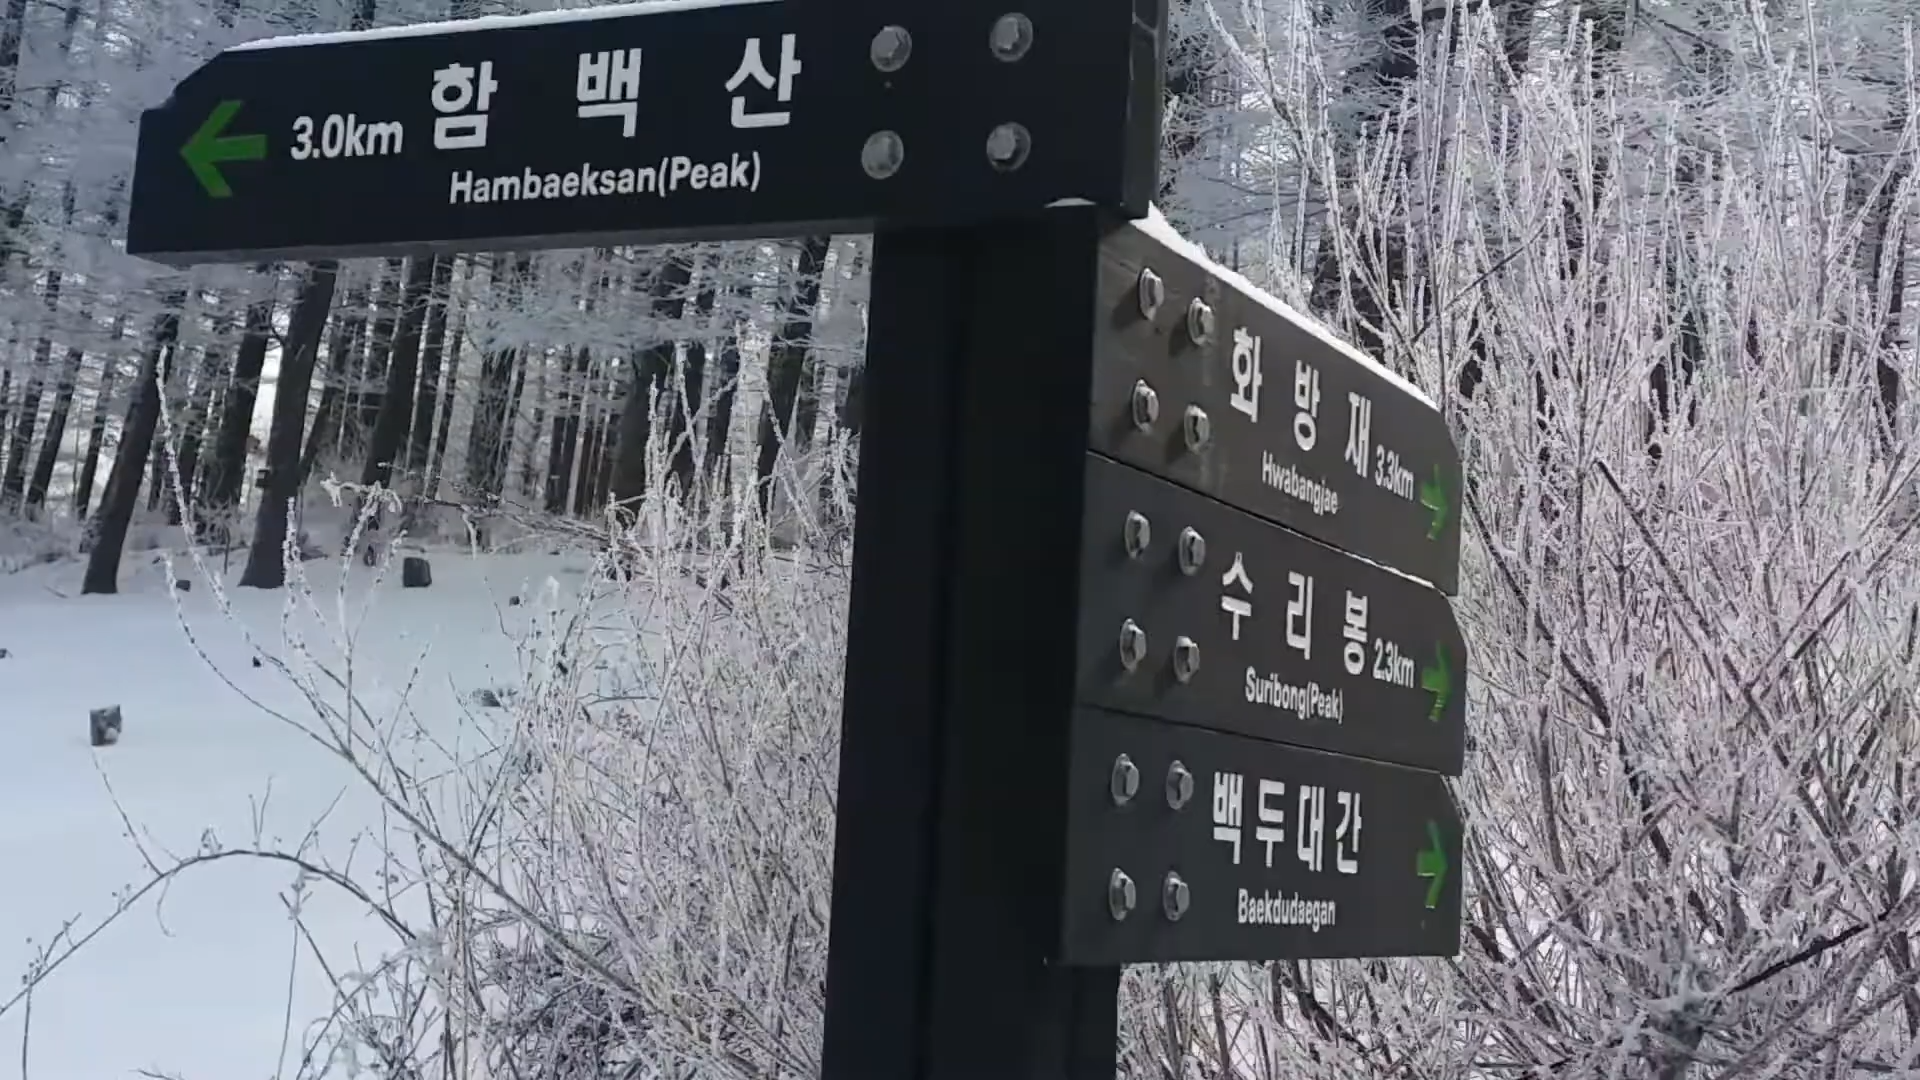 3.0km 함 백 산
Hambaeksan(Peak)
화 방 재 3.3km
Hwabangjae
수 리 봉 2.3km
Suribong(Peak)
백두대간
Baekdudaegan